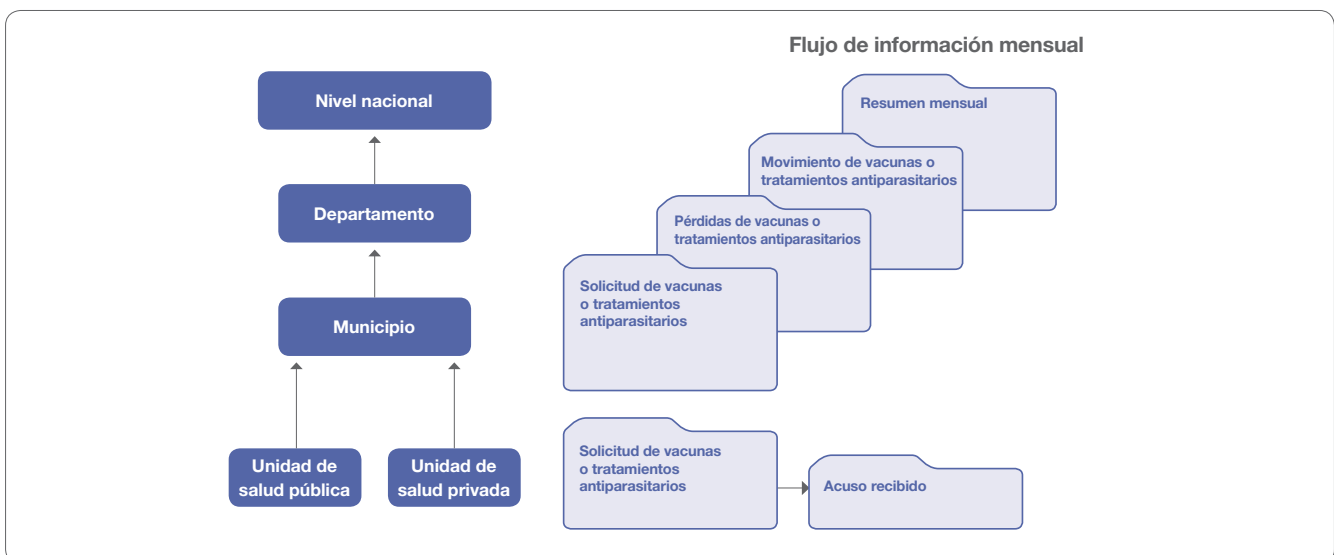 Flujo de información mensual
Nivel nacional
Departamento
Municipio
Unidad de
salud pública
Unidad de
salud privada
Resumen mensual
Movimiento de vacunas o
tratamientos antiparasitarios
Pérdidas de vacunas o
tratamientos antiparasitarios
Solicitud de vacunas
o tratamientos
antiparasitarios
Solicitud de vacunas
o tratamientos
antiparasitarios
Acuso recibido